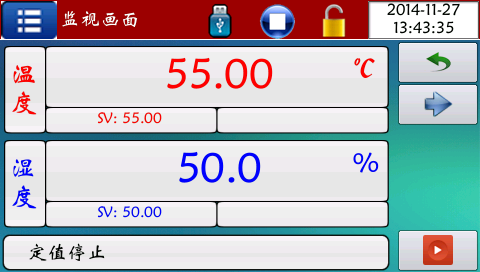 监视画面
2014-11-27
13:43:35
温度
55.00
℃
SV: 55.00
湿度
50.0
%
SV: 50.00
定值停止